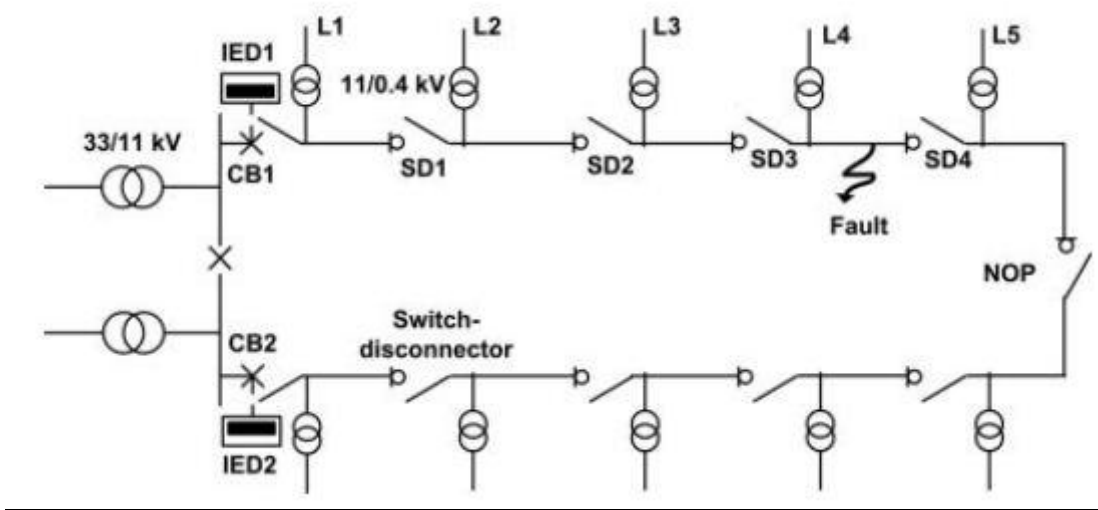 L1
L2
L3
L4
L5
IED1
11/0.4 kV
33/11 kV
CB1
SD1
SD2
SD3
SD4
Fault
NOP
Switch-
disconnector
CB2
IED2